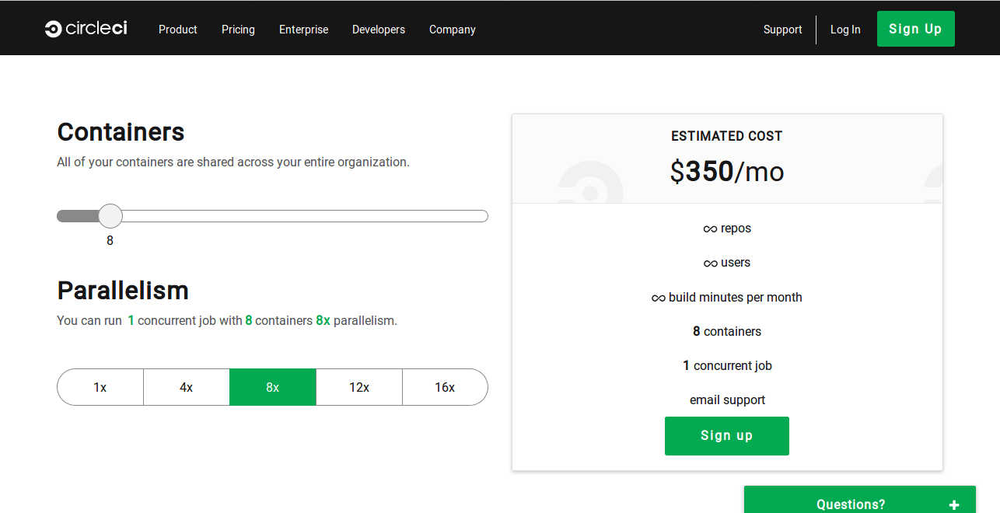 circleci Product Pricing Enterprise Developers Company Support Log In Sign Up
Containers
All of your containers are shared across your entire organization.
8
Parallelism
You can run 1 concurrent job with 8 containers 8x parallelism.
1x 4x 8x 12x 16x
ESTIMATED COST
$350/mo
∞ repos
∞ users
∞ build minutes per month
8 containers
1 concurrent job
email support
Sign up
Questions? +